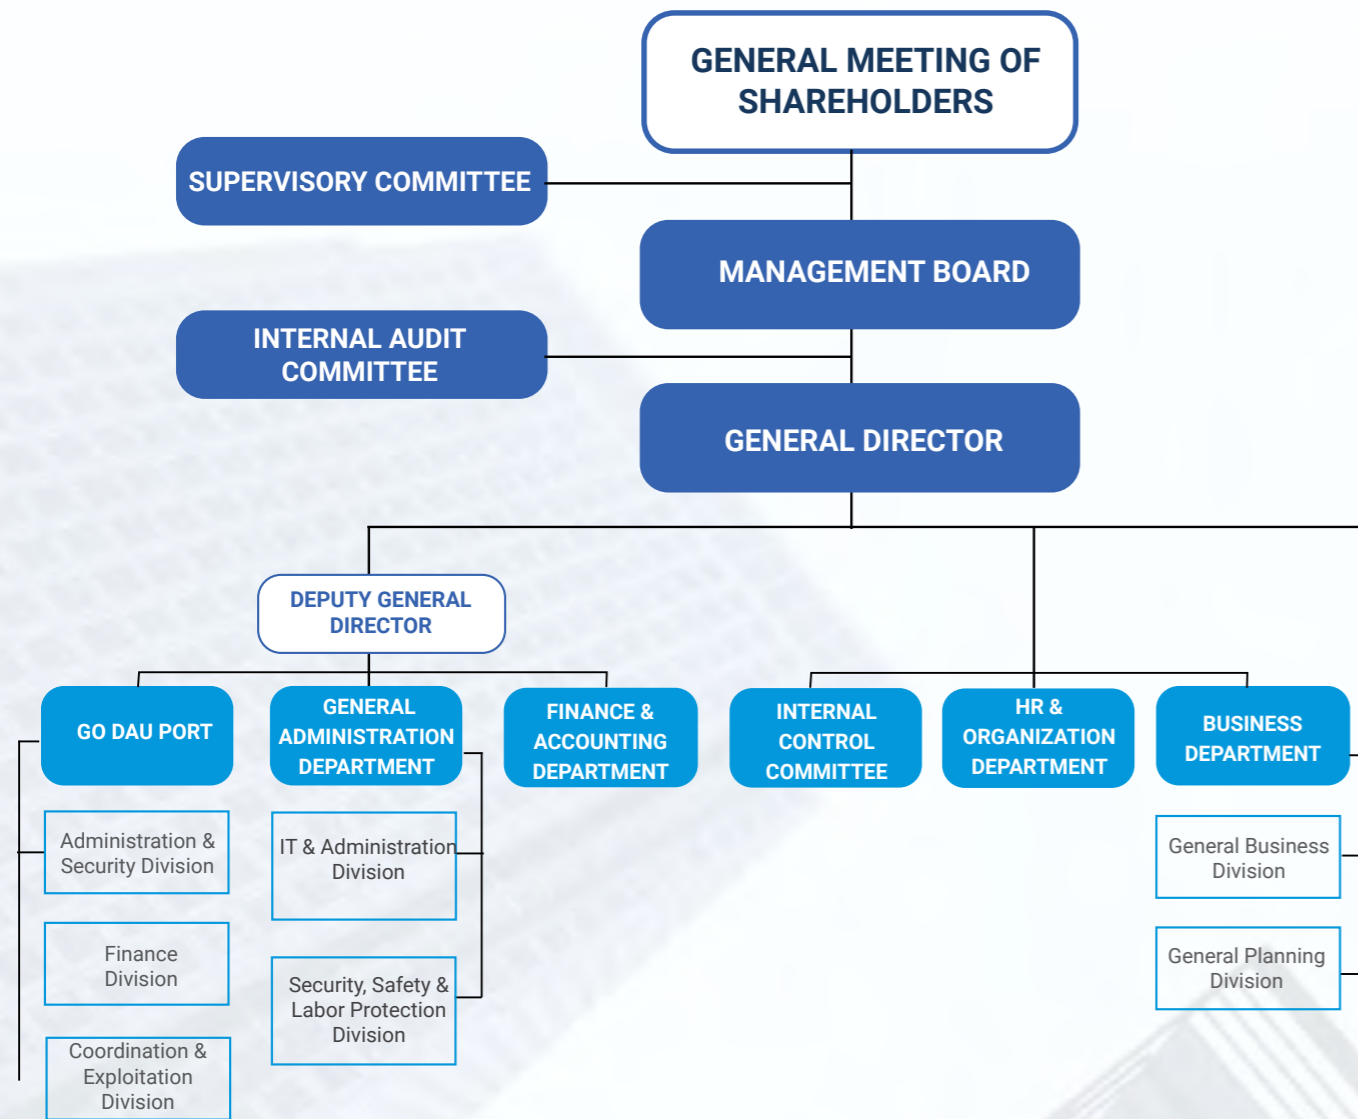 GENERAL MEETING OF
SHAREHOLDERS
SUPERVISORY COMMITTEE
MANAGEMENT BOARD
INTERNAL AUDIT
COMMITTEE
GENERAL DIRECTOR
DEPUTY GENERAL
DIRECTOR
GO DAU PORT
GENERAL
ADMINISTRATION
DEPARTMENT
FINANCE &
ACCOUNTING
DEPARTMENT
INTERNAL
CONTROL
COMMITTEE
HR &
ORGANIZATION
DEPARTMENT
BUSINESS
DEPARTMENT
Administration &
Security Division
IT & Administration
Division
General Business
Division
Finance
Division
Security, Safety &
Labor Protection
Division
General Planning
Division
Coordination &
Exploitation
Division